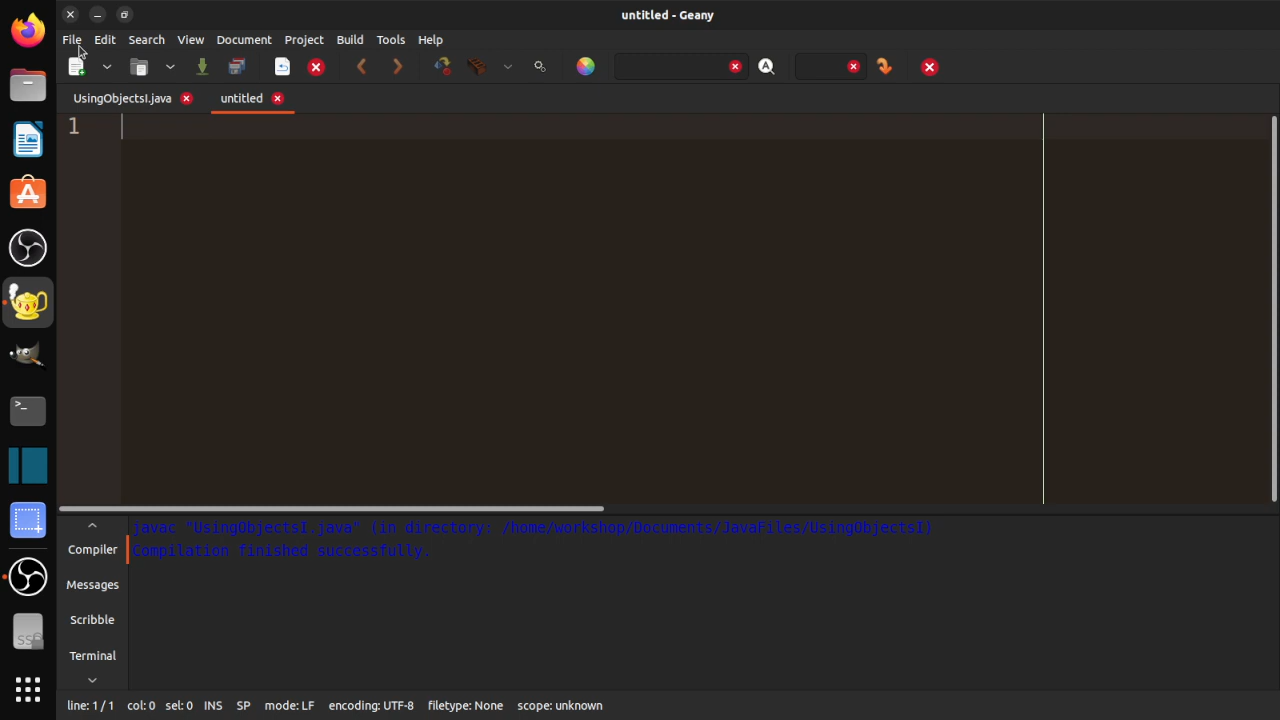 untitled - Geany
File Edit Search View Document Project Build Tools Help
UsingObjectsI.java untitled
1
javac "UsingObjectsI.java" (in directory: /home/workshop/Documents/JavaFiles/UsingObjectsI)
Compilation finished successfully.
Compiler
Messages
Scribble
Terminal
line: 1 / 1 col: 0 sel: 0 INS SP mode: LF encoding: UTF-8 filetype: None scope: unknown